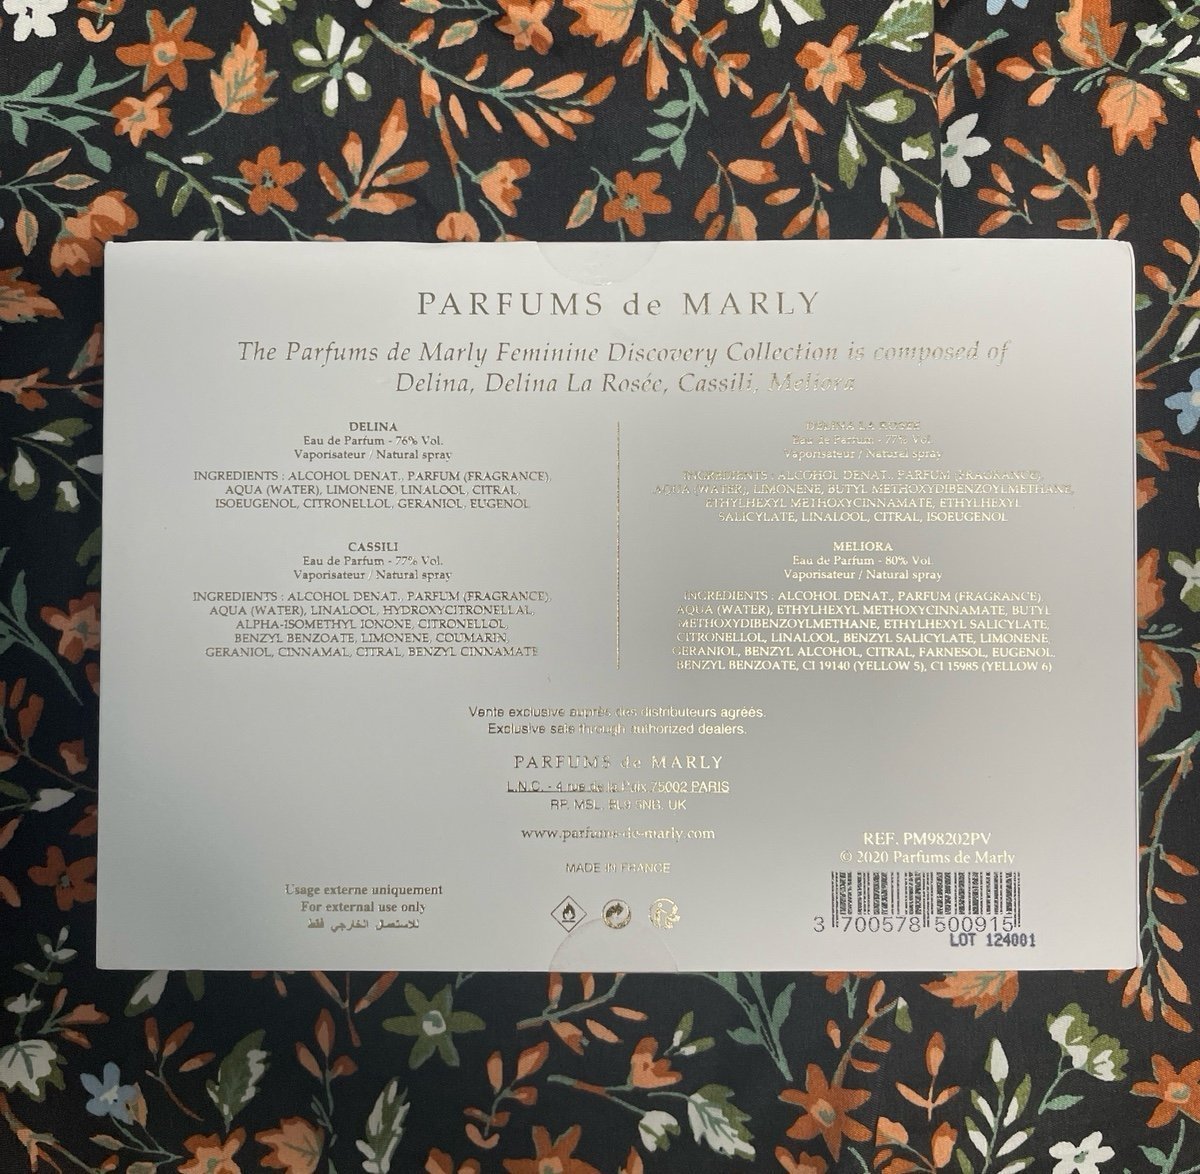 PARFUMS de MARLY
The Parfums de Marly Feminine Discovery Collection is composed of
Delina, Delina La Rosée, Cassili, Meliora
DELINA
Eau de Parfum - 76% Vol.
Vaporisateur / Natural spray
INGREDIENTS : ALCOHOL DENAT., PARFUM (FRAGRANCE),
AQUA (WATER), LIMONENE, LINALOOL, CITRAL,
ISOEUGENOL, CITRONELLOL, GERANIOL, EUGENOL
DELINA LA ROSÉE
Eau de Parfum - 77% Vol.
Vaporisateur / Natural spray
INGREDIENTS : ALCOHOL DENAT., PARFUM (FRAGRANCE),
AQUA (WATER), LIMONENE, BUTYL METHOXYDIBENZOYLMETHANE,
ETHYLHEXYL METHOXYCINNAMATE, ETHYLHEXYL
SALICYLATE, LINALOOL, CITRAL, ISOEUGENOL
CASSILI
Eau de Parfum - 77% Vol.
Vaporisateur / Natural spray
INGREDIENTS : ALCOHOL DENAT., PARFUM (FRAGRANCE),
AQUA (WATER), LINALOOL, HYDROXYCITRONELLAL,
ALPHA-ISOMETHYL IONONE, CITRONELLOL,
BENZYL BENZOATE, LIMONENE, COUMARIN,
GERANIOL, CINNAMAL, CITRAL, BENZYL CINNAMATE
MELIORA
Eau de Parfum - 80% Vol.
Vaporisateur / Natural spray
INGREDIENTS : ALCOHOL DENAT., PARFUM (FRAGRANCE),
AQUA (WATER), ETHYLHEXYL METHOXYCINNAMATE, BUTYL
METHOXYDIBENZOYLMETHANE, ETHYLHEXYL SALICYLATE,
CITRONELLOL, LINALOOL, BENZYL SALICYLATE, LIMONENE,
GERANIOL, BENZYL ALCOHOL, CITRAL, FARNESOL, EUGENOL,
BENZYL BENZOATE, CI 19140 (YELLOW 5), CI 15985 (YELLOW 6)
Vente exclusive auprès des distributeurs agréés.
Exclusive sale through authorized dealers.
PARFUMS de MARLY
L.N.C. - 4 rue de la Paix 75002 PARIS
RP. MSL, BL9 5NB, UK
www.parfums-de-marly.com
MADE IN FRANCE
Usage externe uniquement
For external use only
للاستعمال الخارجي فقط
REF. PM98202PV
© 2020 Parfums de Marly
3 700578 500915
LOT 124001